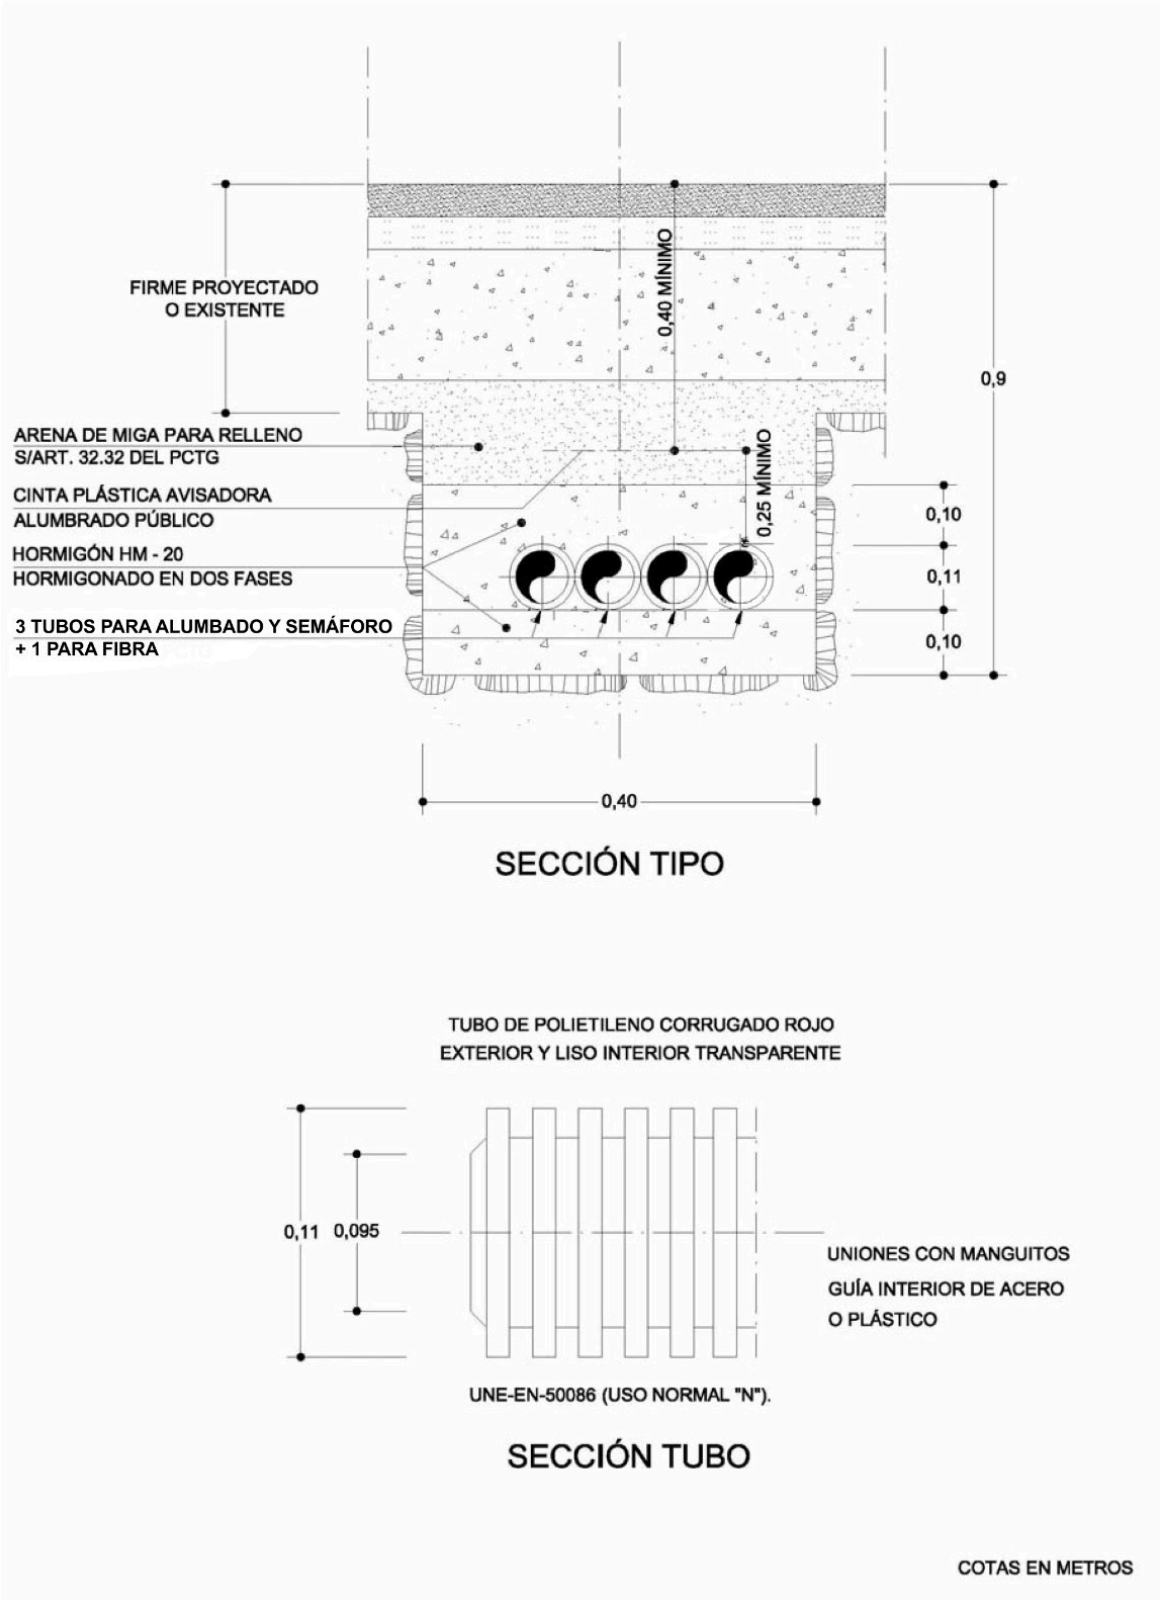 FIRME PROYECTADO
O EXISTENTE
0,40 MÍNIMO
0,9
ARENA DE MIGA PARA RELLENO
S/ART. 32.32 DEL PCTG
CINTA PLÁSTICA AVISADORA
ALUMBRADO PÚBLICO
0,25 MÍNIMO
0,10
HORMIGÓN HM - 20
HORMIGONADO EN DOS FASES
0,11
3 TUBOS PARA ALUMBADO Y SEMÁFORO
+ 1 PARA FIBRA
0,10
0,40
SECCIÓN TIPO
TUBO DE POLIETILENO CORRUGADO ROJO
EXTERIOR Y LISO INTERIOR TRANSPARENTE
0,11
0,095
UNIONES CON MANGUITOS
GUÍA INTERIOR DE ACERO
O PLÁSTICO
UNE-EN-50086 (USO NORMAL "N").
SECCIÓN TUBO
COTAS EN METROS